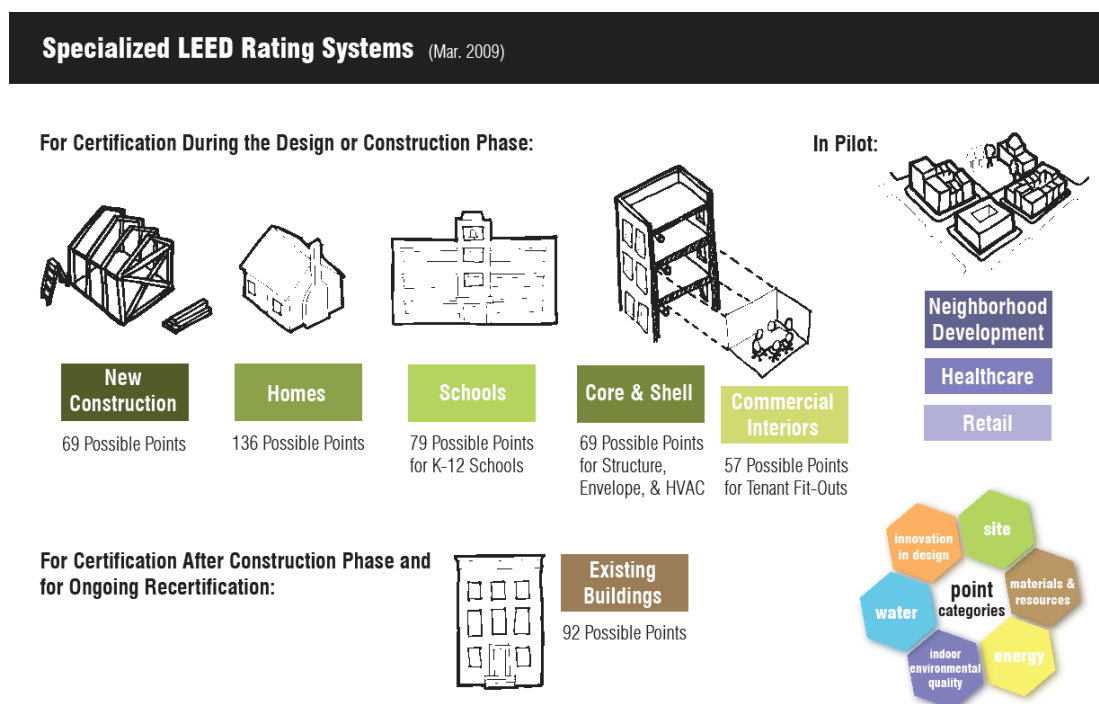 Specialized LEED Rating Systems (Mar. 2009)
For Certification During the Design or Construction Phase:
In Pilot:
New
Construction
69 Possible Points
Homes
136 Possible Points
Schools
79 Possible Points
for K-12 Schools
Core & Shell
69 Possible Points
for Structure,
Envelope, & HVAC
Commercial
Interiors
57 Possible Points
for Tenant Fit-Outs
Neighborhood
Development
Healthcare
Retail
For Certification After Construction Phase and
for Ongoing Recertification:
Existing
Buildings
92 Possible Points
innovation
in design
site
materials &
resources
point
categories
water
indoor
environmental
quality
energy